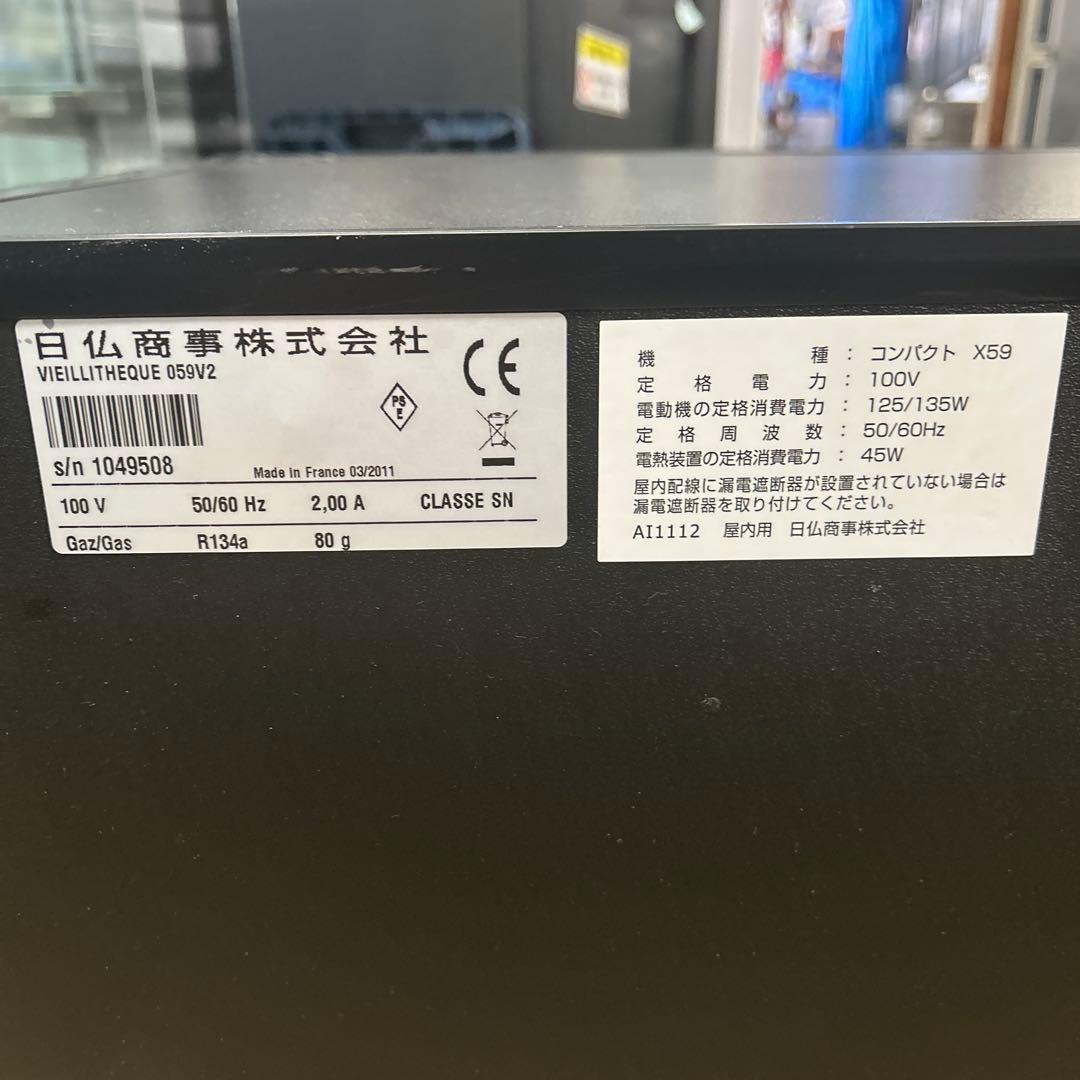 日仏商事株式会社
VIEILLITHEQUE 059V2
PS
E
CE
s/n 1049508
Made in France 03/2011
100 V 50/60 Hz 2,00 A CLASSE SN
Gaz/Gas R134a 80 g
機種：コンパクト X59
定格電力：100V
電動機の定格消費電力：125/135W
定格周波数：50/60Hz
電熱装置の定格消費電力：45W
屋内配線に漏電遮断器が設置されていない場合は
漏電遮断器を取り付けてください。
AI1112 屋内用 日仏商事株式会社